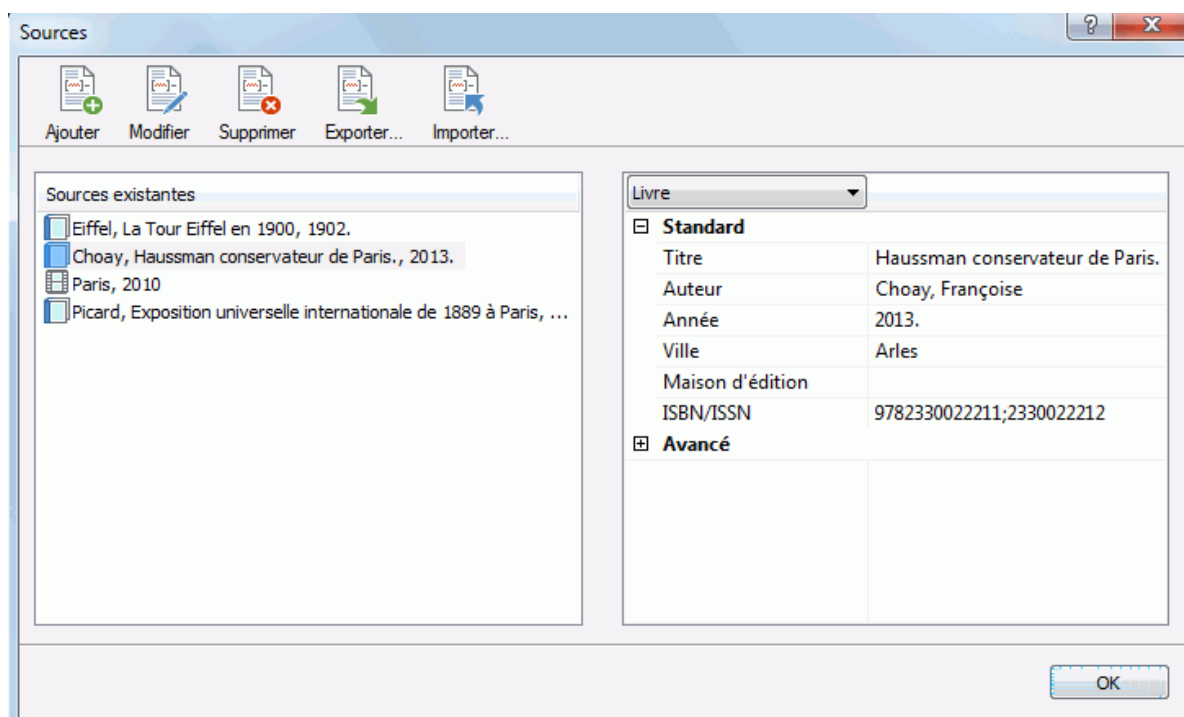 Sources
Ajouter Modifier Supprimer Exporter... Importer...
Sources existantes
Eiffel, La Tour Eiffel en 1900, 1902.
Choay, Haussman conservateur de Paris., 2013.
Paris, 2010
Picard, Exposition universelle internationale de 1889 à Paris, ...
Livre
Standard
Titre Haussman conservateur de Paris.
Auteur Choay, Françoise
Année 2013.
Ville Arles
Maison d'édition
ISBN/ISSN 9782330022211;2330022212
Avancé
OK